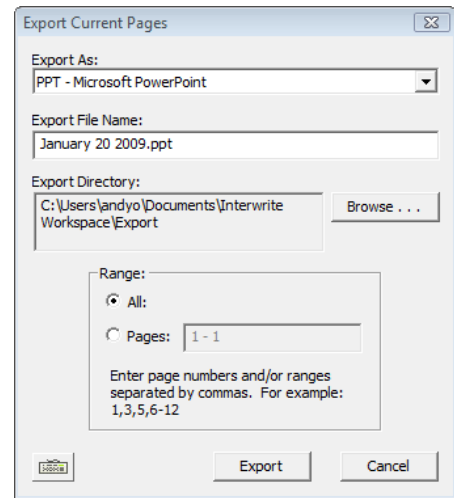 Export Current Pages
Export As:
PPT - Microsoft PowerPoint
Export File Name:
January 20 2009.ppt
Export Directory:
C:\Users\andyo\Documents\Interwrite
Workspace\Export
Browse . . .
Range:
All:
Pages: 1 - 1
Enter page numbers and/or ranges
separated by commas. For example:
1,3,5,6-12
Export Cancel